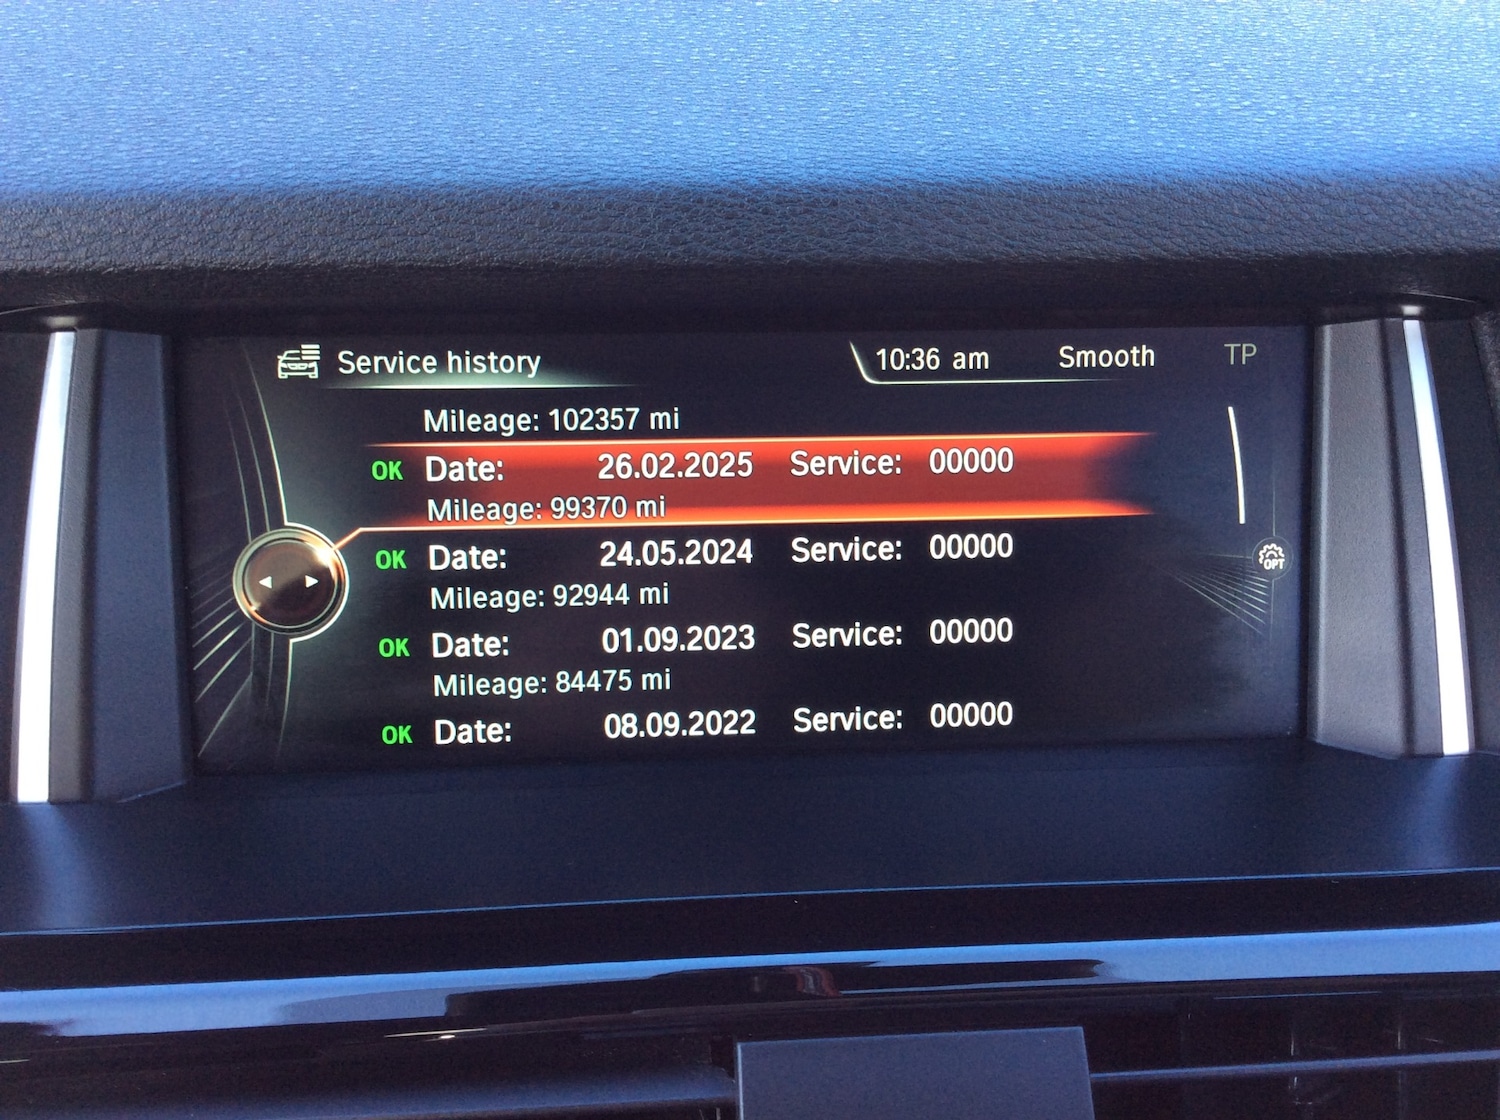 Service history 10:36 am Smooth TP
Mileage: 102357 mi
OK Date: 26.02.2025 Service: 00000
Mileage: 99370 mi
OK Date: 24.05.2024 Service: 00000
Mileage: 92944 mi
OK Date: 01.09.2023 Service: 00000
Mileage: 84475 mi
OK Date: 08.09.2022 Service: 00000
OPT